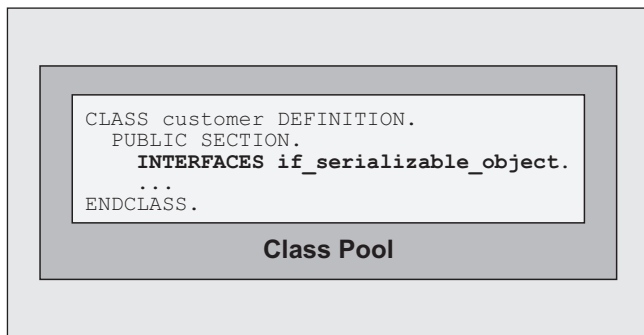 CLASS customer DEFINITION.
  PUBLIC SECTION.
    INTERFACES if_serializable_object.
    ...
ENDCLASS.
Class Pool